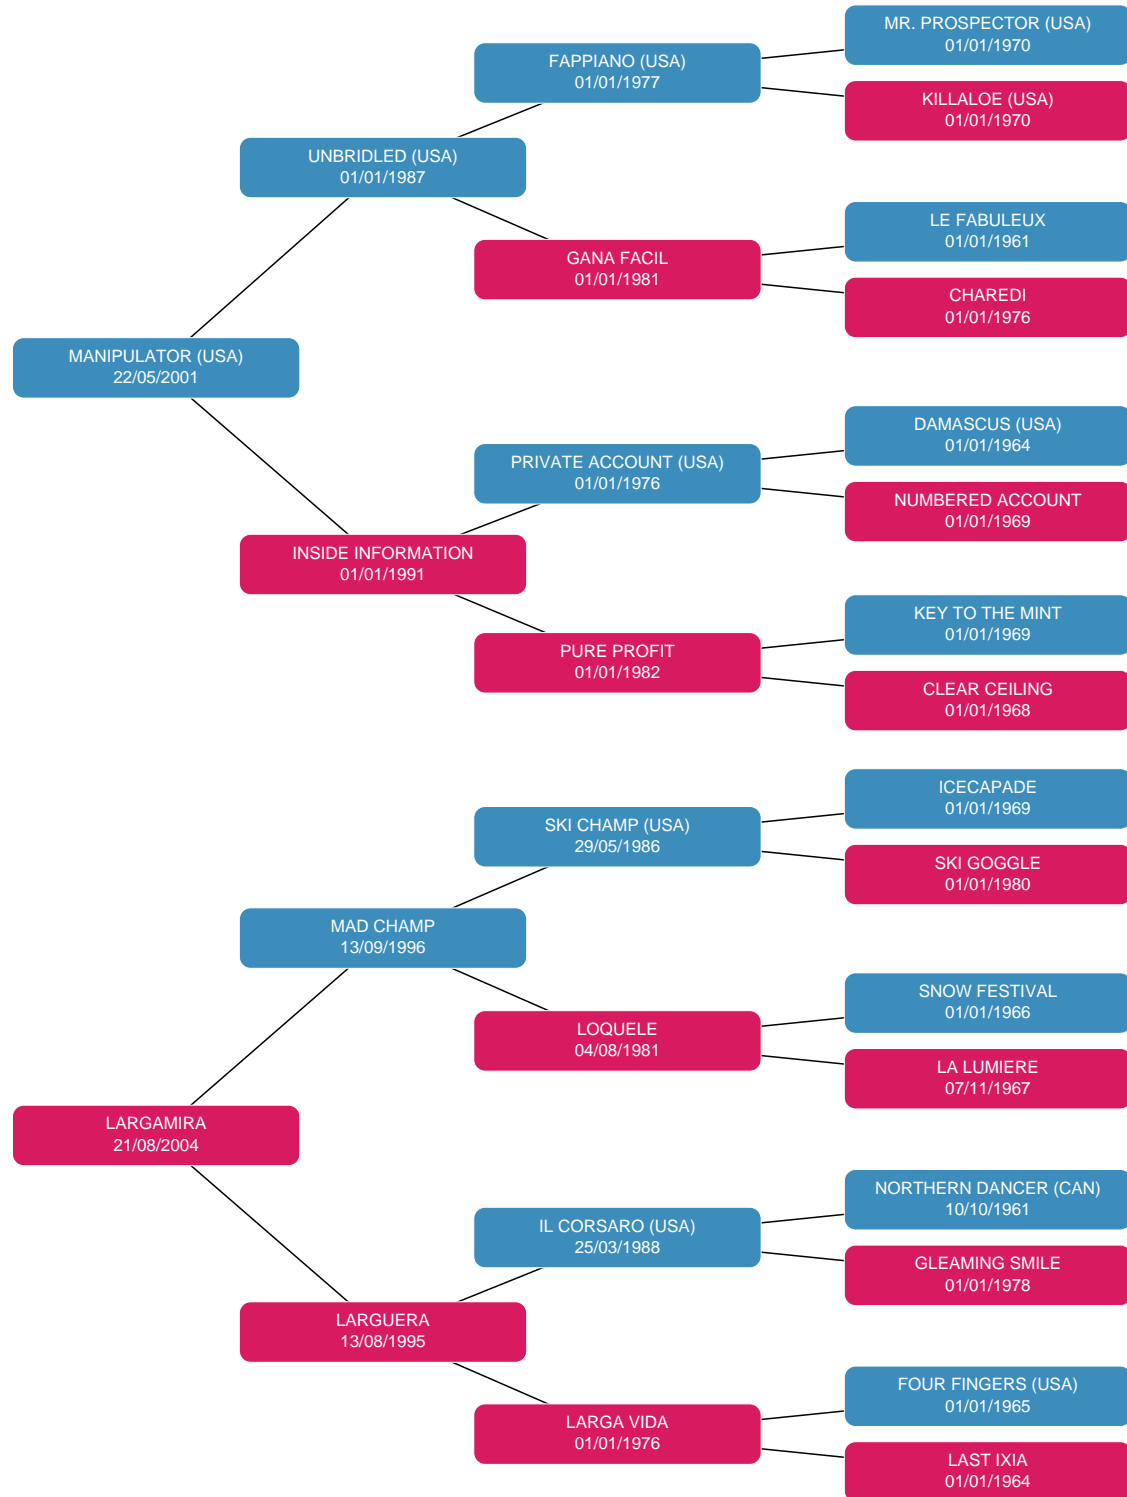 MR. PROSPECTOR (USA)
01/01/1970
FAPPIANO (USA)
01/01/1977
KILLALOE (USA)
01/01/1970
UNBRIDLED (USA)
01/01/1987
LE FABULEUX
01/01/1961
GANA FACIL
01/01/1981
CHAREDI
01/01/1976
MANIPULATOR (USA)
22/05/2001
DAMASCUS (USA)
01/01/1964
PRIVATE ACCOUNT (USA)
01/01/1976
NUMBERED ACCOUNT
01/01/1969
INSIDE INFORMATION
01/01/1991
KEY TO THE MINT
01/01/1969
PURE PROFIT
01/01/1982
CLEAR CEILING
01/01/1968
ICECAPADE
01/01/1969
SKI CHAMP (USA)
29/05/1986
SKI GOGGLE
01/01/1980
MAD CHAMP
13/09/1996
SNOW FESTIVAL
01/01/1966
LOQUELE
04/08/1981
LA LUMIERE
07/11/1967
LARGAMIRA
21/08/2004
NORTHERN DANCER (CAN)
10/10/1961
IL CORSARO (USA)
25/03/1988
GLEAMING SMILE
01/01/1978
LARGUERA
13/08/1995
FOUR FINGERS (USA)
01/01/1965
LARGA VIDA
01/01/1976
LAST IXIA
01/01/1964